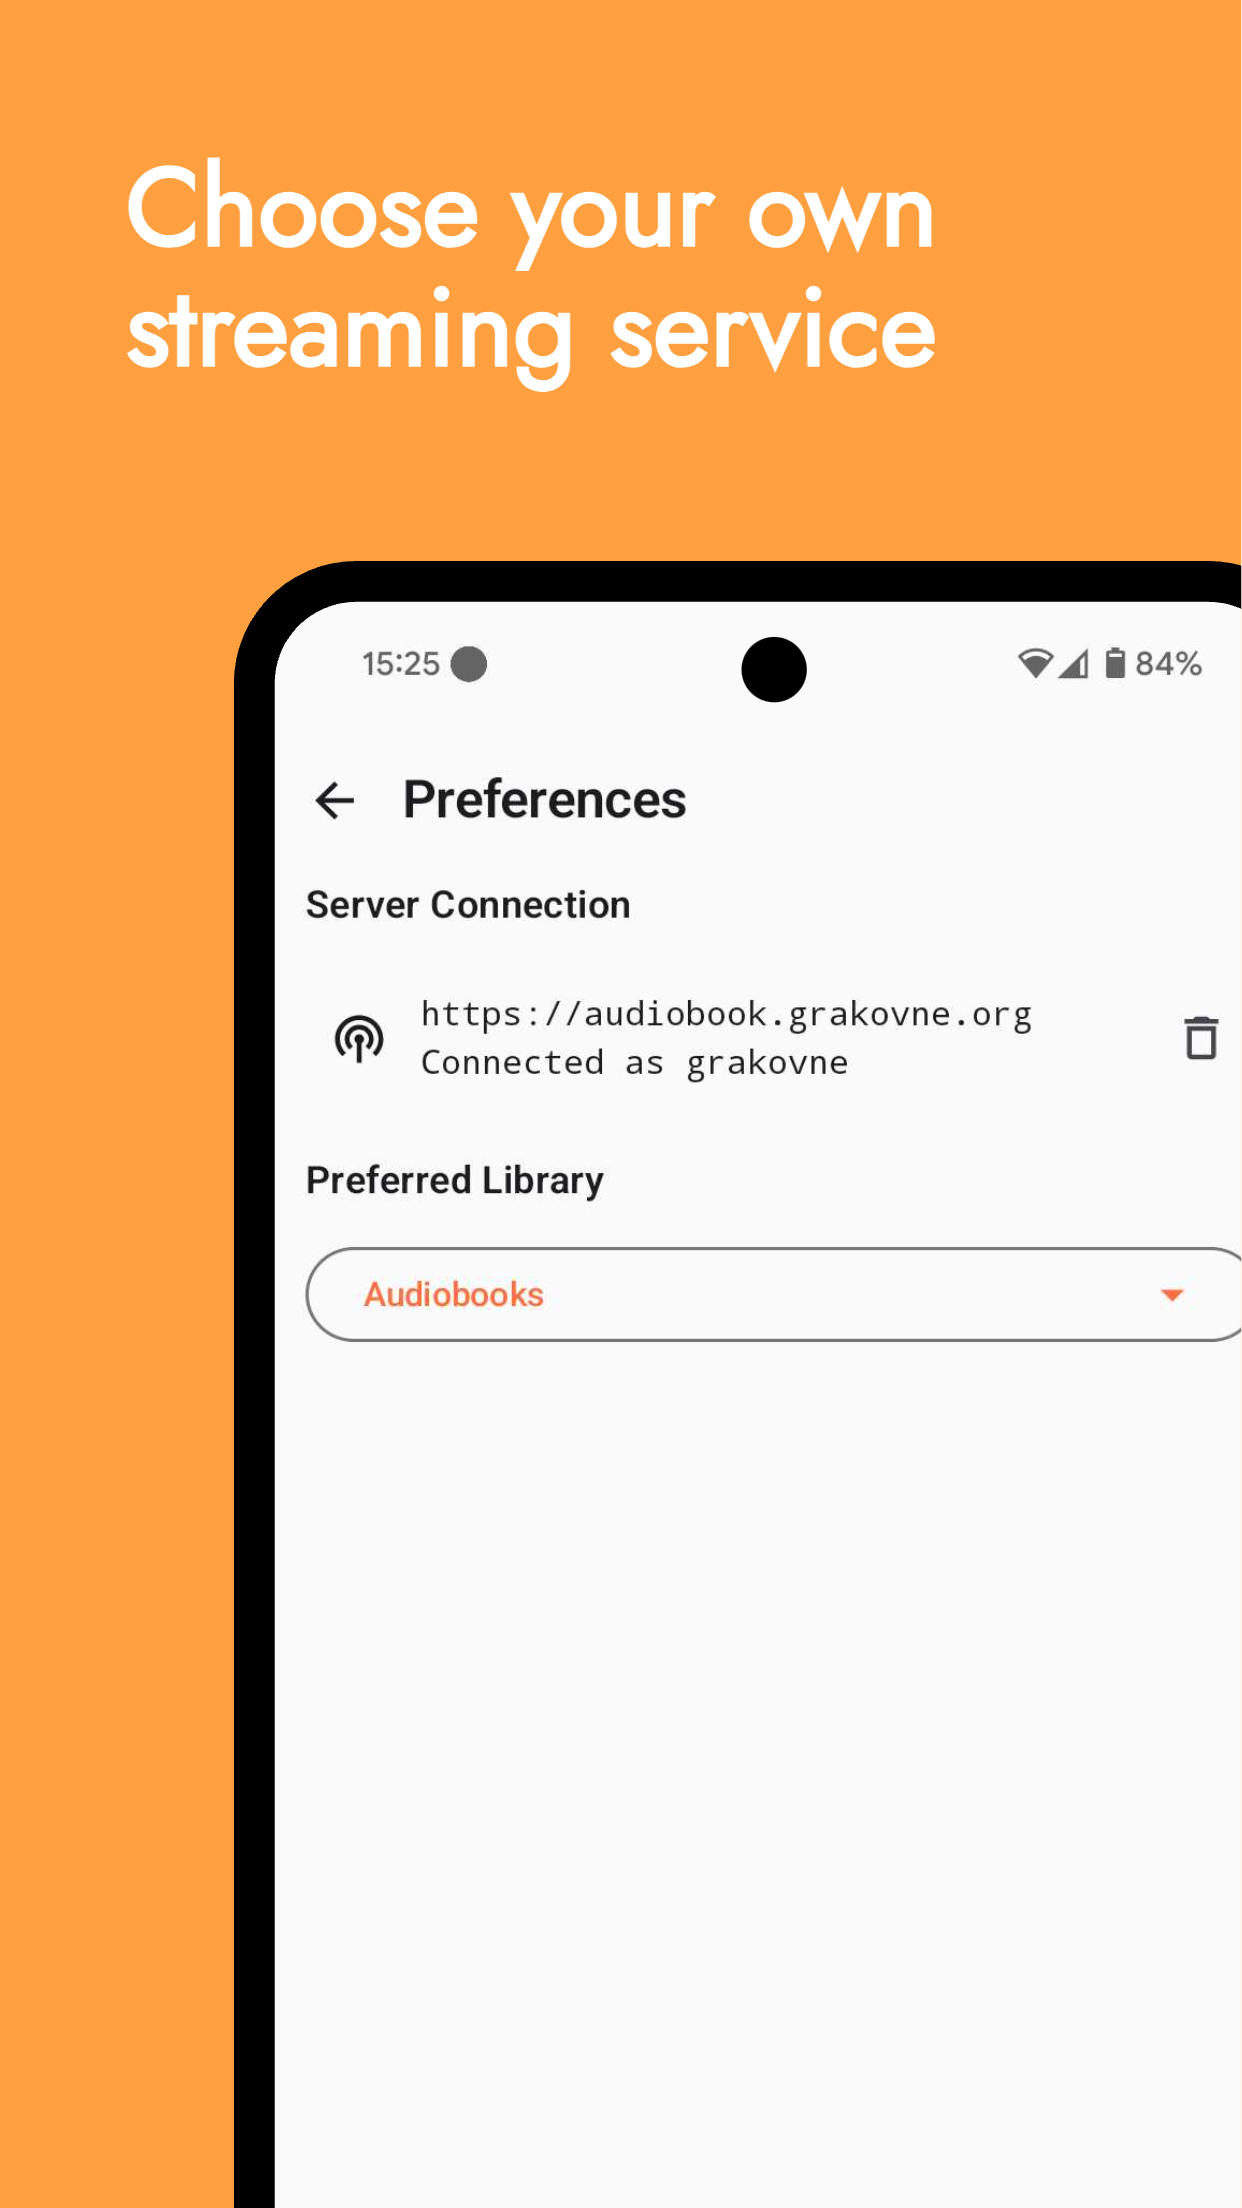 Choose your own
streaming service
15:25
84%
Preferences
Server Connection
https://audiobook.grakovne.org
Connected as grakovne
Preferred Library
Audiobooks